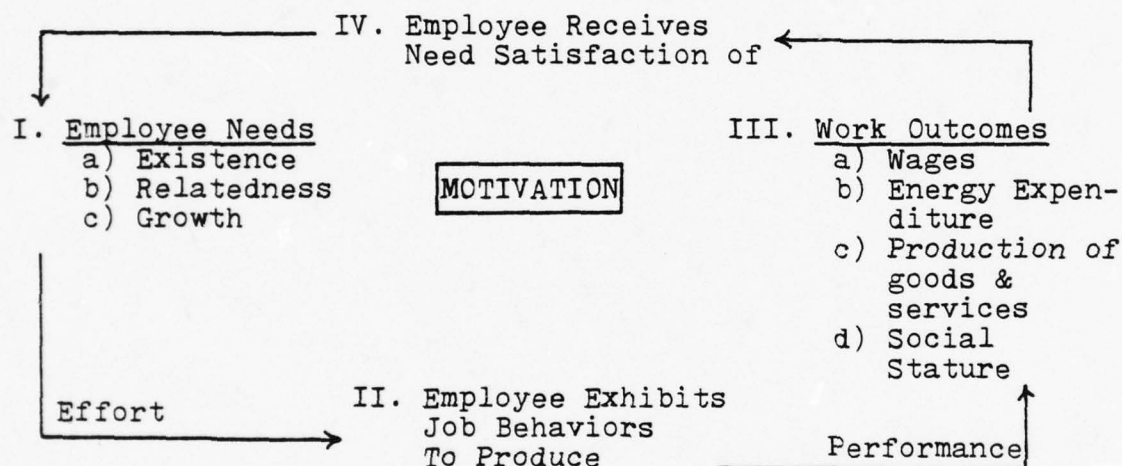 IV. Employee Receives
Need Satisfaction of
I. Employee Needs
a) Existence
b) Relatedness
c) Growth
MOTIVATION
III. Work Outcomes
a) Wages
b) Energy Expen-
diture
c) Production of
goods &
services
d) Social
Stature
Effort
II. Employee Exhibits
Job Behaviors
To Produce
Performance